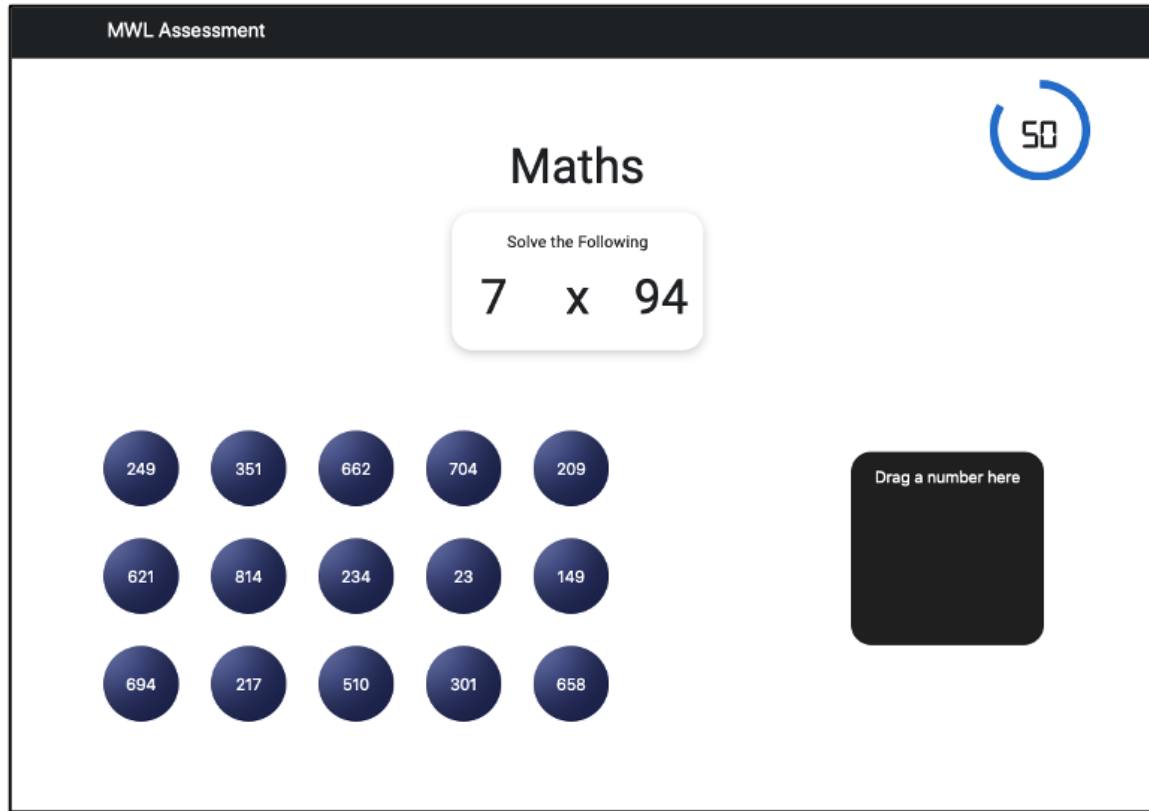 MWL Assessment
50
Maths
Solve the Following
7 x 94
249 351 662 704 209
Drag a number here
621 814 234 23 149
694 217 510 301 658